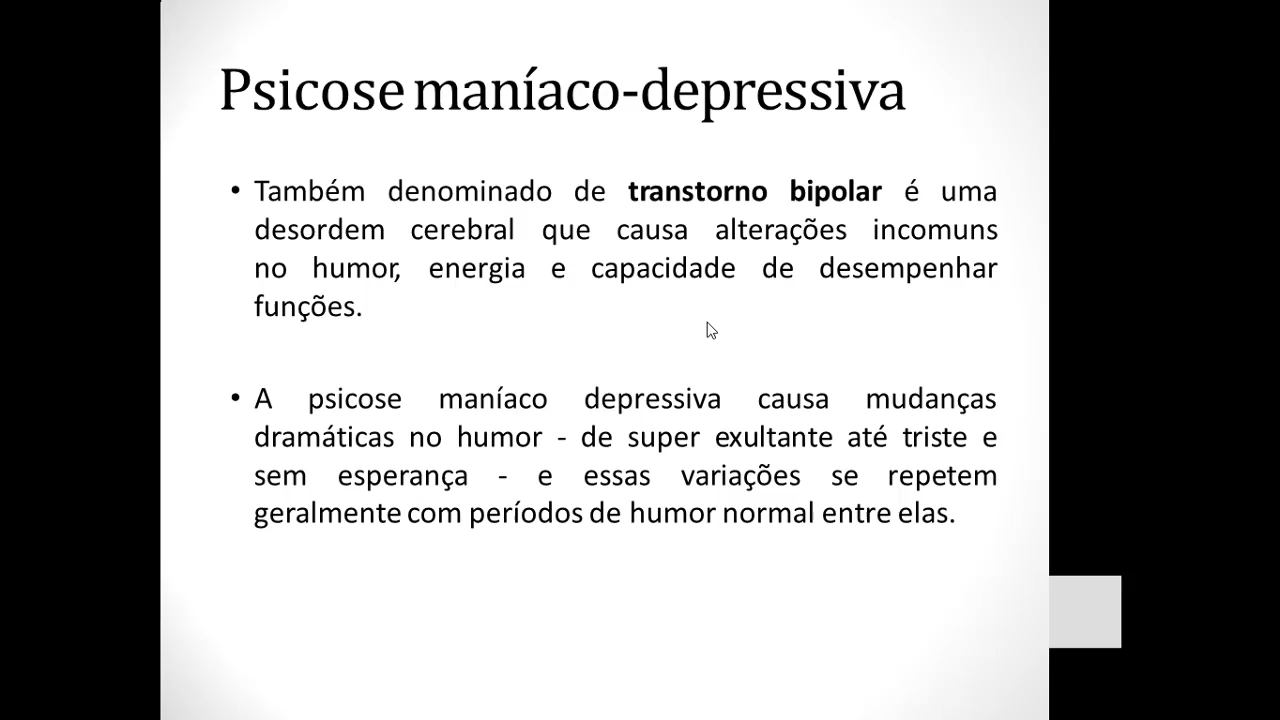 Psicose maníaco-depressiva
• Também denominado de transtorno bipolar é uma
desordem cerebral que causa alterações incomuns
no humor, energia e capacidade de desempenhar
funções.
• A psicose maníaco depressiva causa mudanças
dramáticas no humor - de super exultante até triste e
sem esperança - e essas variações se repetem
geralmente com períodos de humor normal entre elas.